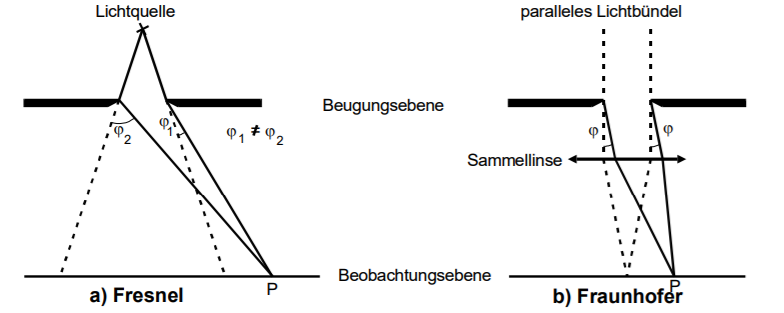 Lichtquelle
paralleles Lichtbündel
Beugungsebene
φ2
φ1
φ1 ≠ φ2
φ
φ
Sammellinse
Beobachtungsebene
P
P
a) Fresnel
b) Fraunhofer